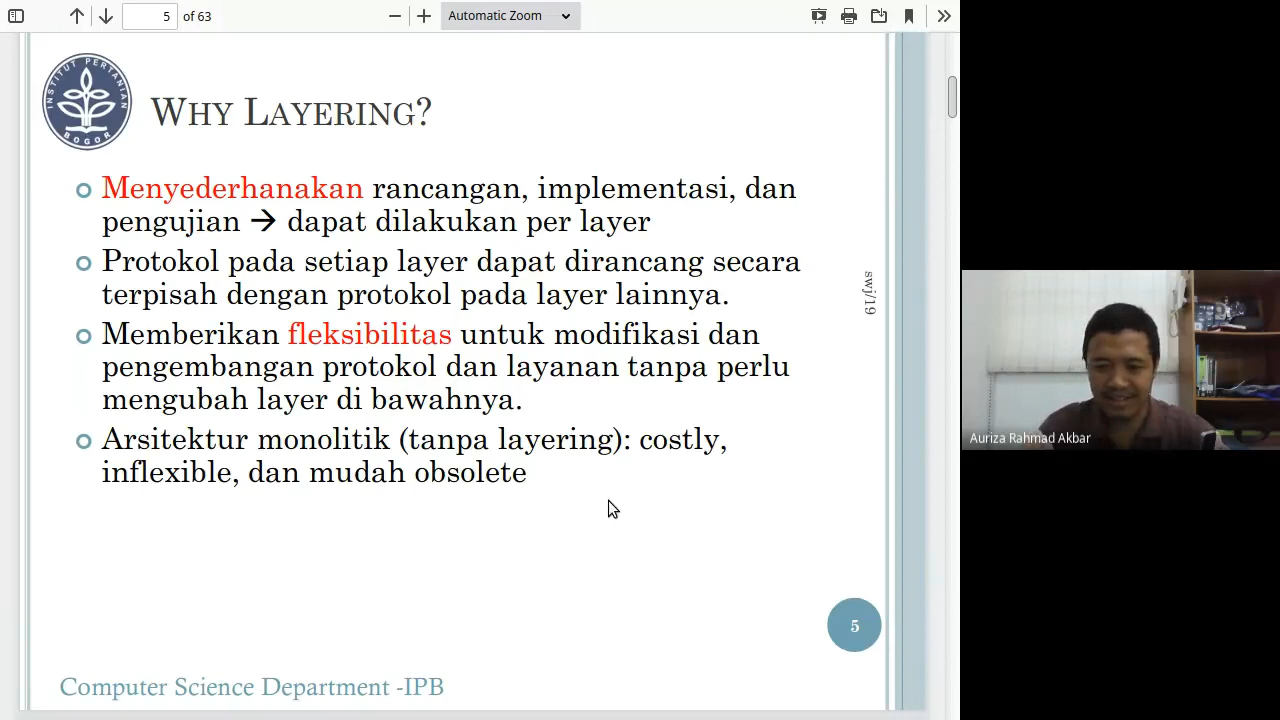 5 of 63 Automatic Zoom
INSTITUT PERTANIAN
BOGOR
WHY LAYERING?
Menyederhanakan rancangan, implementasi, dan
pengujian → dapat dilakukan per layer
Protokol pada setiap layer dapat dirancang secara
terpisah dengan protokol pada layer lainnya.
Memberikan fleksibilitas untuk modifikasi dan
pengembangan protokol dan layanan tanpa perlu
mengubah layer di bawahnya.
Arsitektur monolitik (tanpa layering): costly,
inflexible, dan mudah obsolete
swj/19
5
Computer Science Department -IPB
Auriza Rahmad Akbar